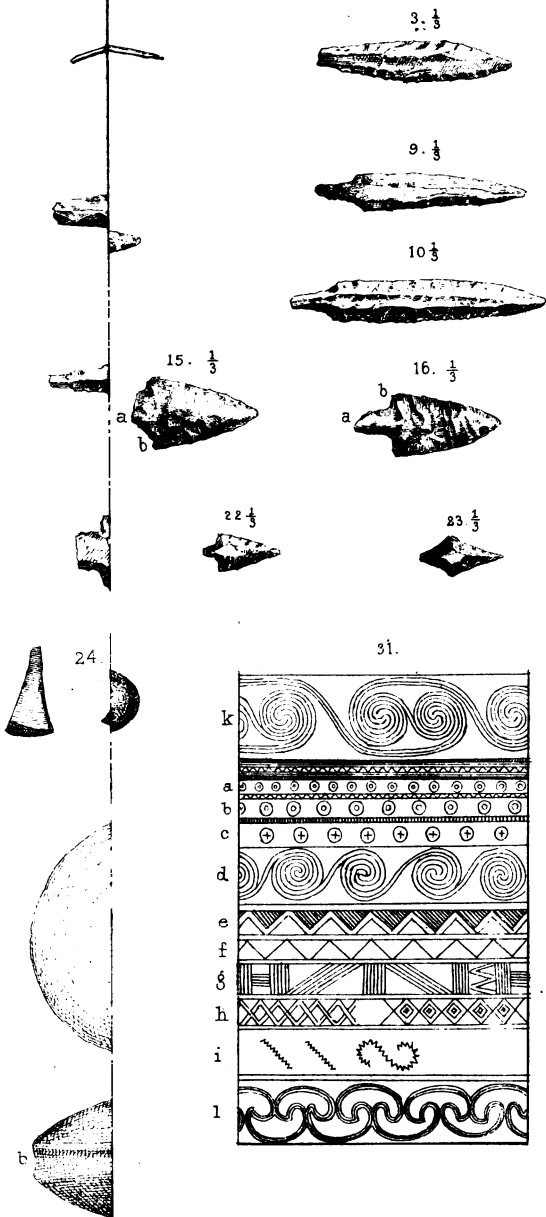 3. 1/3
9. 1/3
10 1/3
15. 1/3
16. 1/3
b
a
a
b
22 1/3
23. 1/3
24.
31.
k
a
b
c
d
e
f
g
h
i
l
b